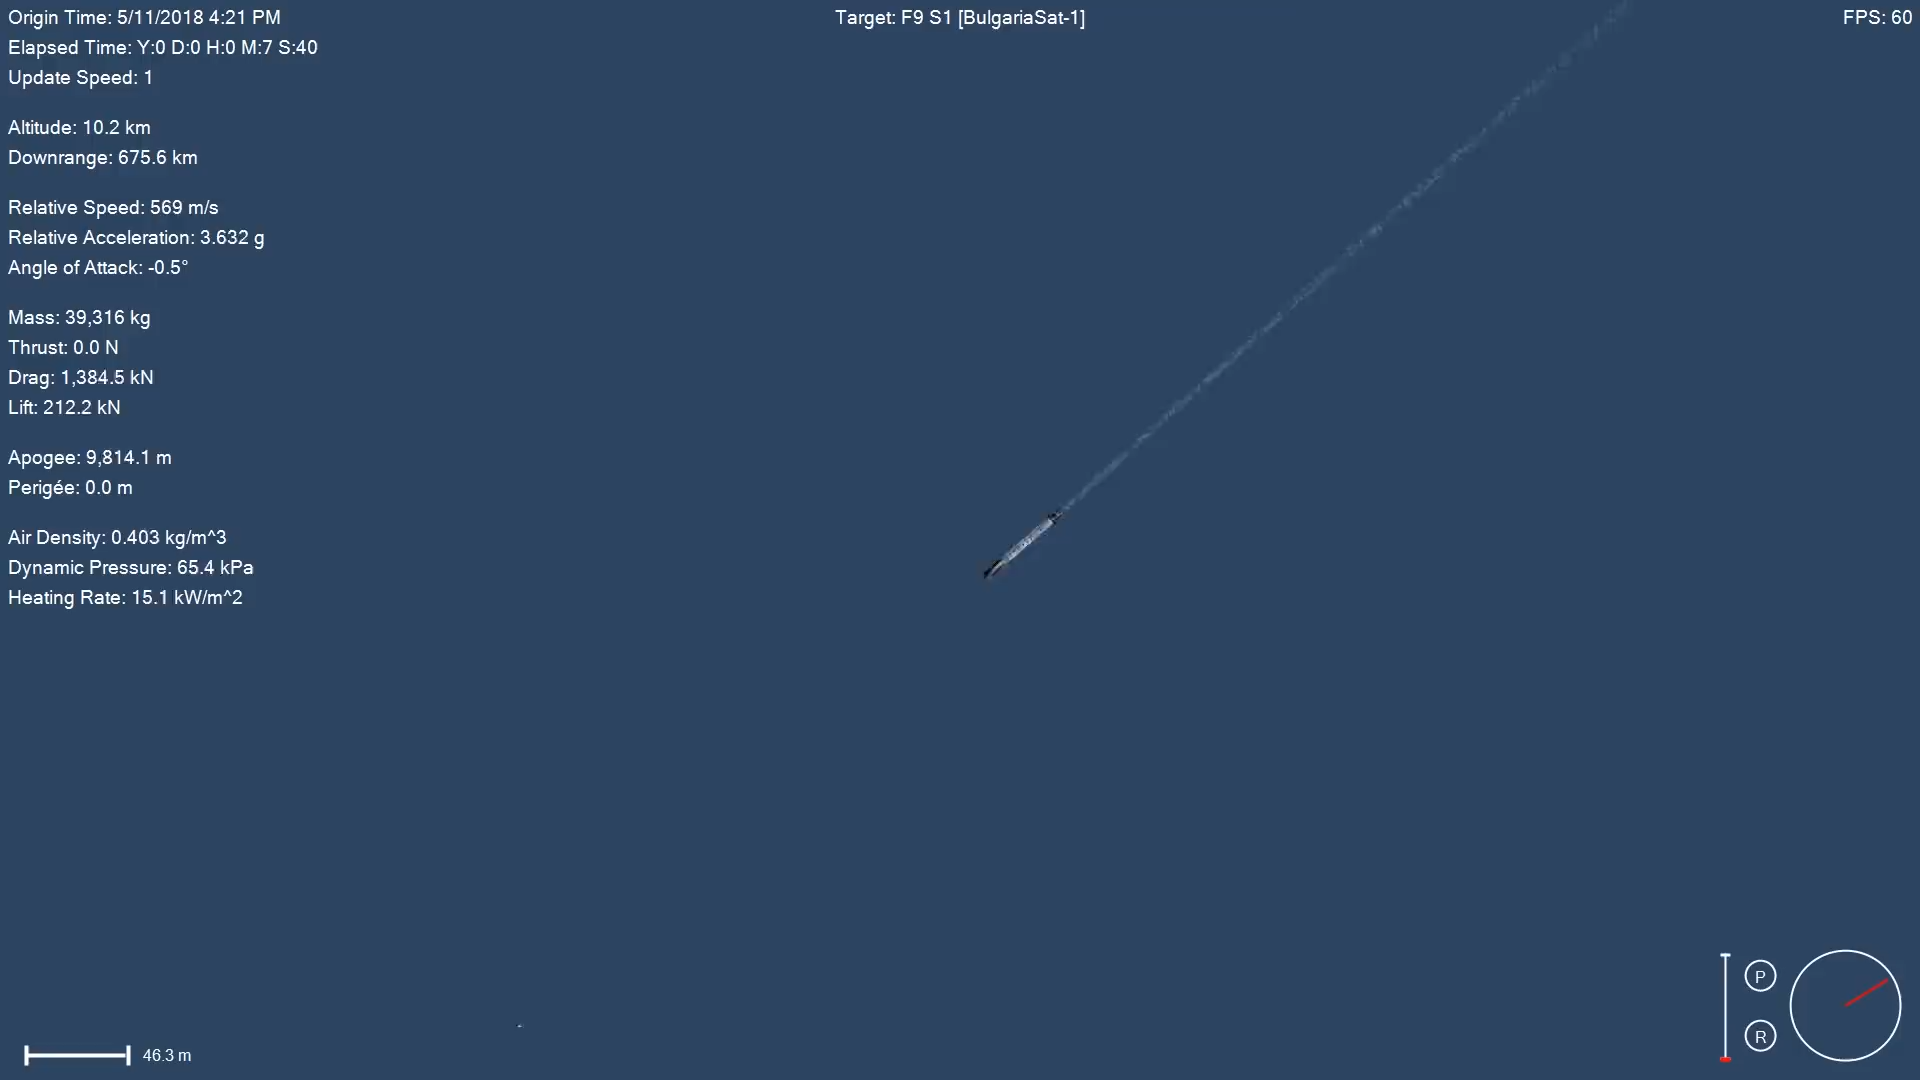 Origin Time: 5/11/2018 4:21 PM
Target: F9 S1 [BulgariaSat-1]
FPS: 60
Elapsed Time: Y:0 D:0 H:0 M:7 S:40
Update Speed: 1
Altitude: 10.2 km
Downrange: 675.6 km
Relative Speed: 569 m/s
Relative Acceleration: 3.632 g
Angle of Attack: -0.5°
Mass: 39,316 kg
Thrust: 0.0 N
Drag: 1,384.5 kN
Lift: 212.2 kN
Apogee: 9,814.1 m
Perigée: 0.0 m
Air Density: 0.403 kg/m^3
Dynamic Pressure: 65.4 kPa
Heating Rate: 15.1 kW/m^2
P
R
46.3 m